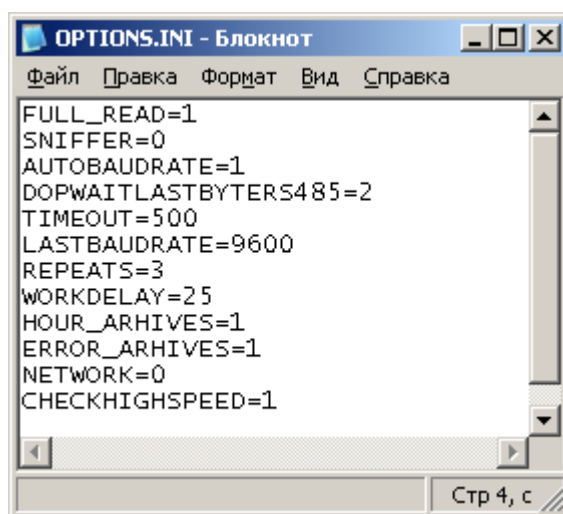 OPTIONS.INI - Блокнот
Файл Правка Формат Вид Справка
FULL_READ=1
SNIFFER=0
AUTOBAUDRATE=1
DOPWAITLASTBYTERS485=2
TIMEOUT=500
LASTBAUDRATE=9600
REPEATS=3
WORKDELAY=25
HOUR_ARHIVES=1
ERROR_ARHIVES=1
NETWORK=0
CHECKHIGHSPEED=1
Стр 4, с